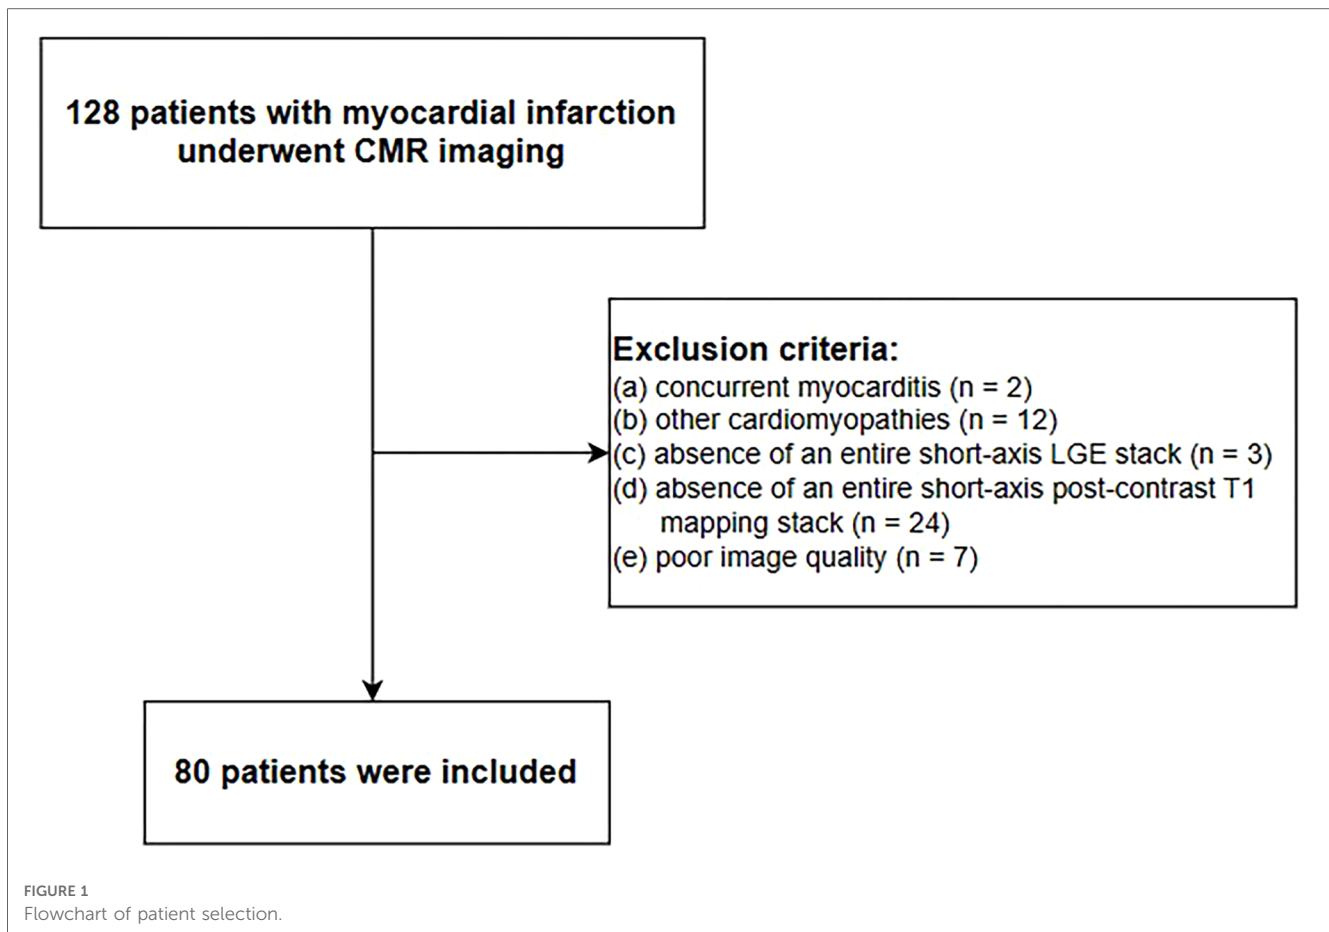 128 patients with myocardial infarction
underwent CMR imaging
Exclusion criteria:
(a) concurrent myocarditis (n = 2)
(b) other cardiomyopathies (n = 12)
(c) absence of an entire short-axis LGE stack (n = 3)
(d) absence of an entire short-axis post-contrast T1
mapping stack (n = 24)
(e) poor image quality (n = 7)
80 patients were included
FIGURE 1
Flowchart of patient selection.